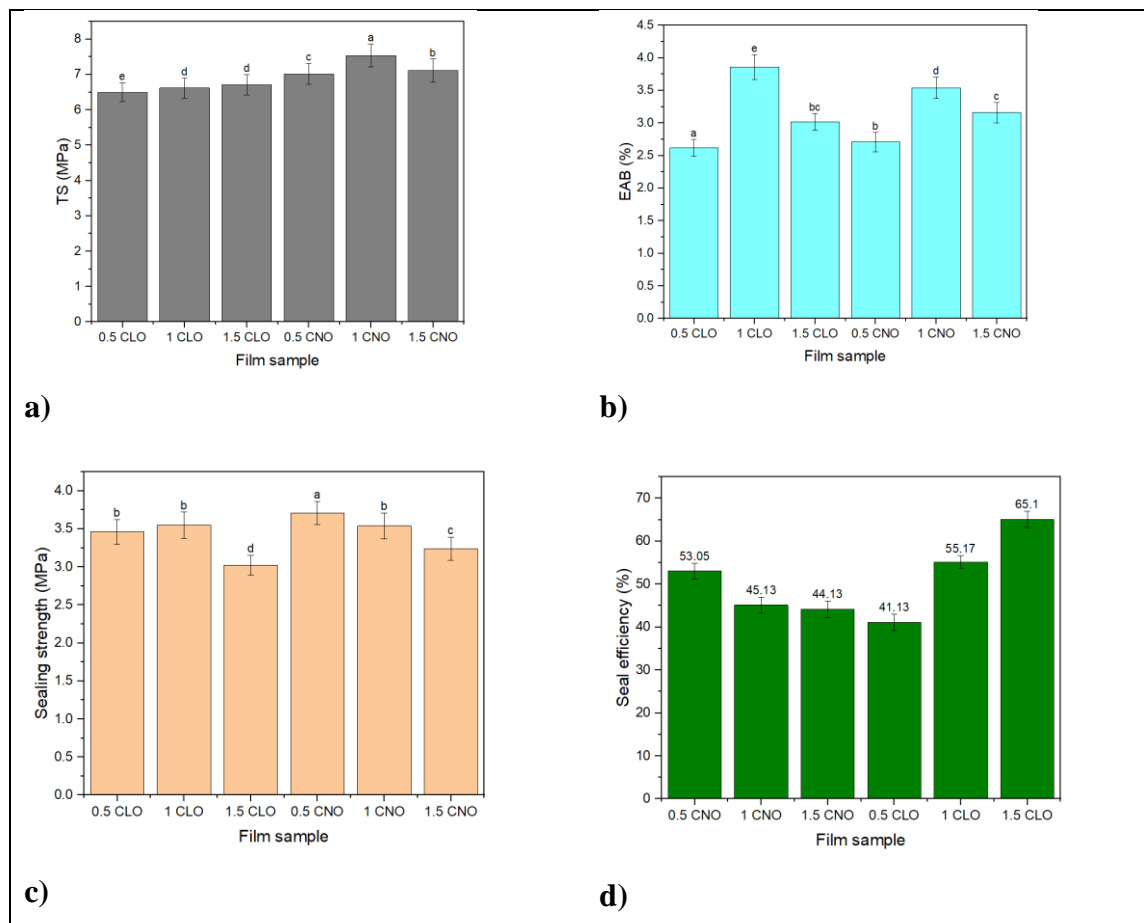 8
7
6
5
4
3
2
1
0
TS (MPa)
e
d
d
c
a
b
0.5 CLO 1 CLO 1.5 CLO 0.5 CNO 1 CNO 1.5 CNO
Film sample
a)
4.5
4.0
3.5
3.0
2.5
2.0
1.5
1.0
0.5
0.0
EAB (%)
a
e
bc
b
d
c
0.5 CLO 1 CLO 1.5 CLO 0.5 CNO 1 CNO 1.5 CNO
Film sample
b)
4.0
3.5
3.0
2.5
2.0
1.5
1.0
0.5
0.0
Sealing strength (MPa)
b
b
d
a
b
c
0.5 CLO 1 CLO 1.5 CLO 0.5 CNO 1 CNO 1.5 CNO
Film sample
c)
70
60
50
40
30
20
10
0
Seal efficiency (%)
53.05
45.13
44.13
41.13
55.17
65.1
0.5 CNO 1 CNO 1.5 CNO 0.5 CLO 1 CLO 1.5 CLO
Film sample
d)